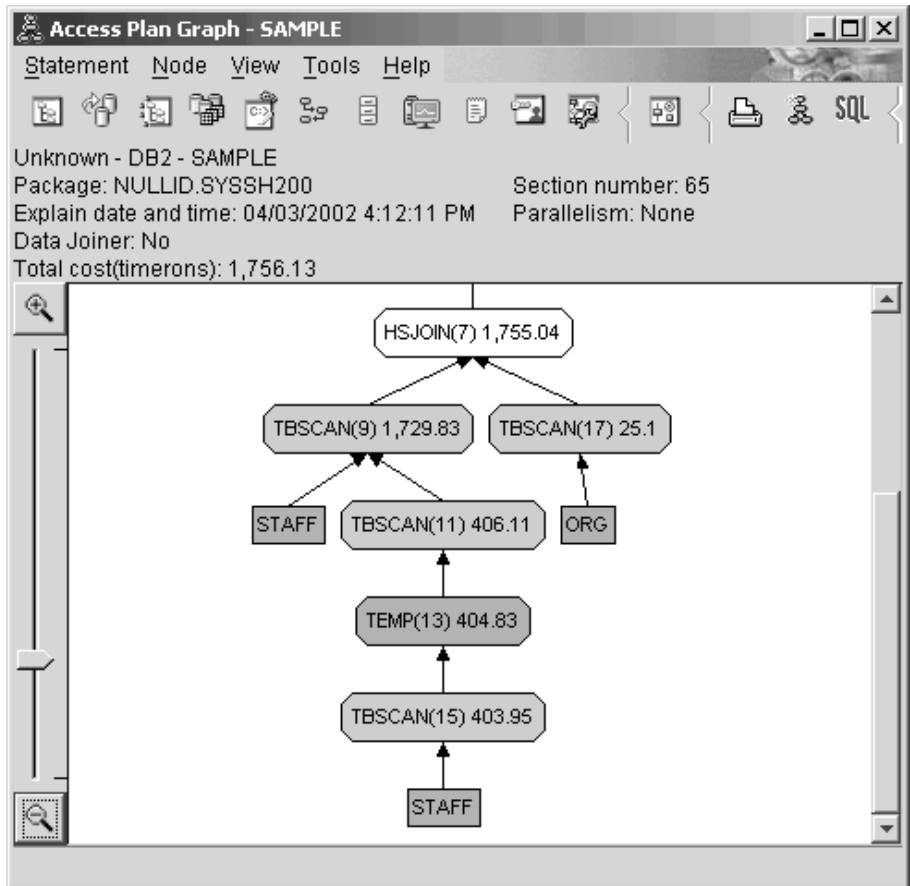 Access Plan Graph - SAMPLE
Statement Node View Tools Help
SQL
Unknown - DB2 - SAMPLE
Package: NULLID.SYSSH200 Section number: 65
Explain date and time: 04/03/2002 4:12:11 PM Parallelism: None
Data Joiner: No
Total cost(timerons): 1,756.13
HSJOIN(7) 1,755.04
TBSCAN(9) 1,729.83 TBSCAN(17) 25.1
STAFF TBSCAN(11) 406.11 ORG
TEMP(13) 404.83
TBSCAN(15) 403.95
STAFF